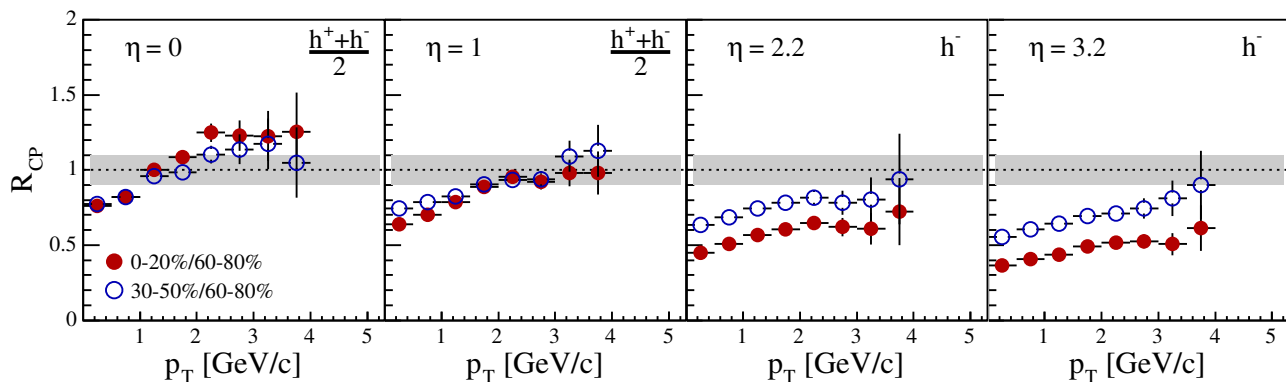 2
1.5
1
0.5
0
R_CP
η = 0
h⁺+h⁻
2
0-20%/60-80%
30-50%/60-80%
η = 1
h⁺+h⁻
2
η = 2.2
h⁻
η = 3.2
h⁻
1 2 3 4 5
1 2 3 4 5
1 2 3 4 5
1 2 3 4 5
p_T [GeV/c]
p_T [GeV/c]
p_T [GeV/c]
p_T [GeV/c]